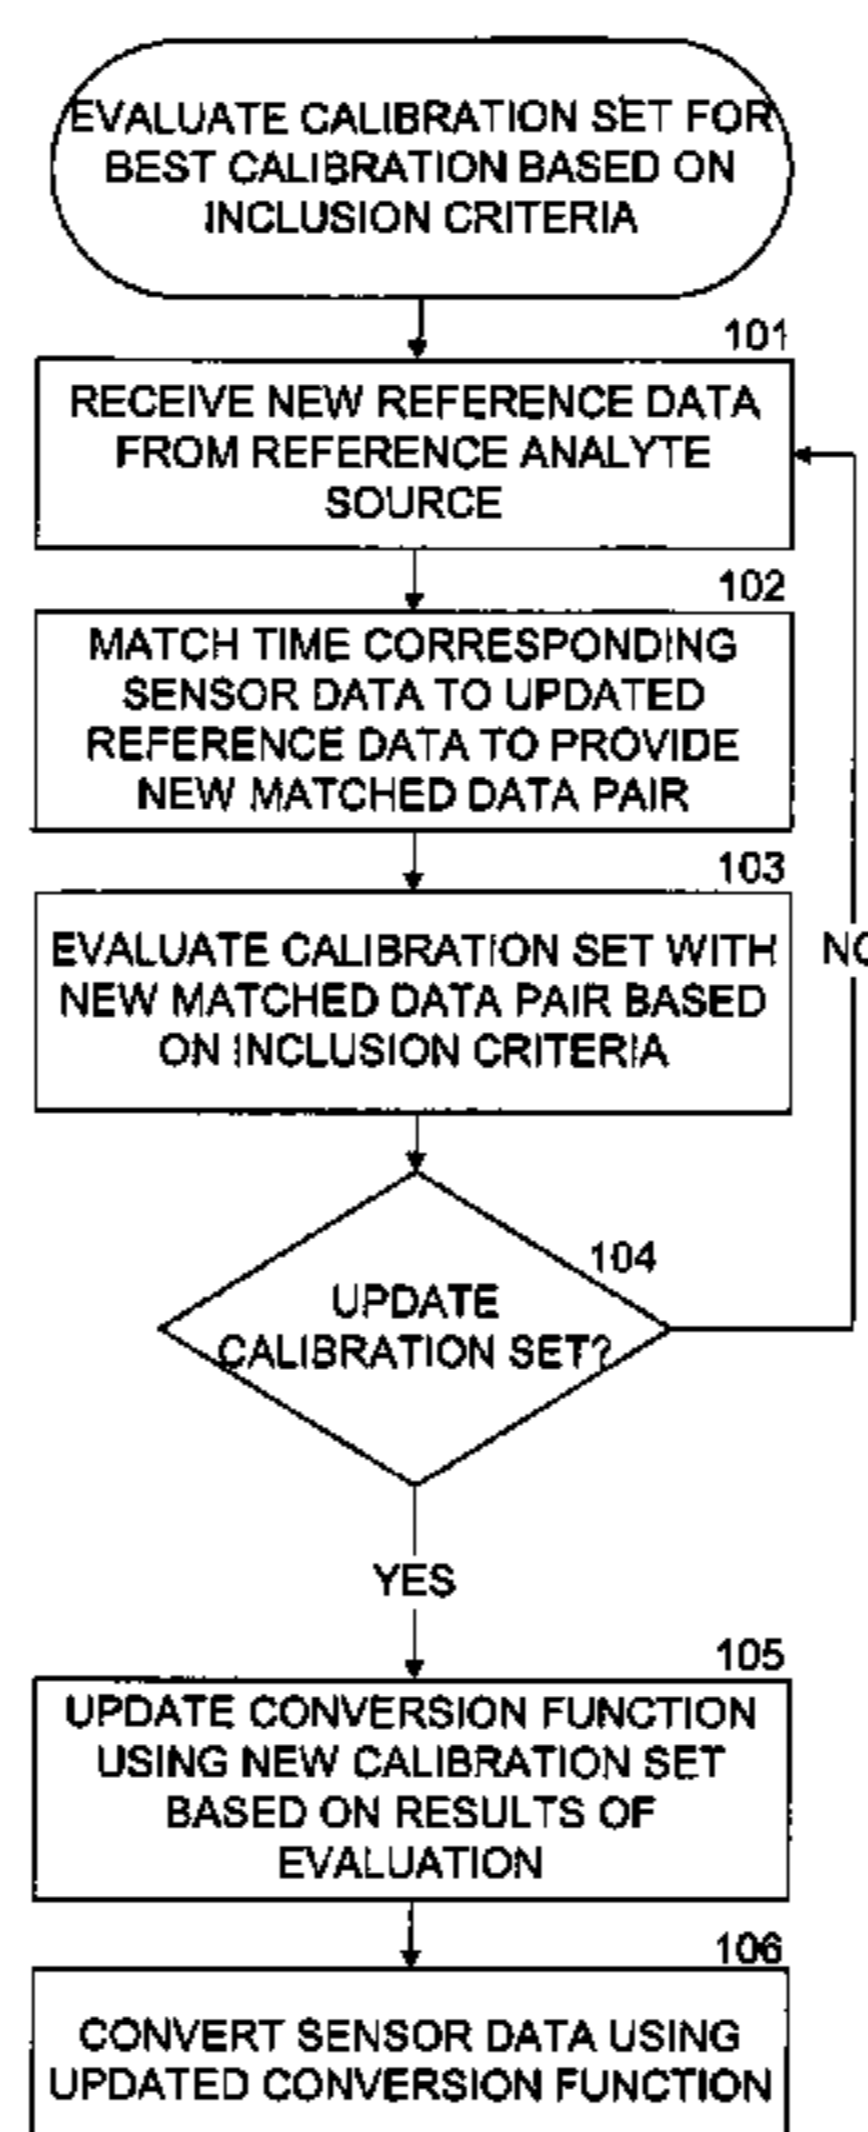 EVALUATE CALIBRATION SET FOR
BEST CALIBRATION BASED ON
INCLUSION CRITERIA
101
RECEIVE NEW REFERENCE DATA
FROM REFERENCE ANALYTE
SOURCE
102
MATCH TIME CORRESPONDING
SENSOR DATA TO UPDATED
REFERENCE DATA TO PROVIDE
NEW MATCHED DATA PAIR
103
EVALUATE CALIBRATION SET WITH
NEW MATCHED DATA PAIR BASED
ON INCLUSION CRITERIA
NO
104
UPDATE
CALIBRATION SET?
YES
105
UPDATE CONVERSION FUNCTION
USING NEW CALIBRATION SET
BASED ON RESULTS OF
EVALUATION
106
CONVERT SENSOR DATA USING
UPDATED CONVERSION FUNCTION